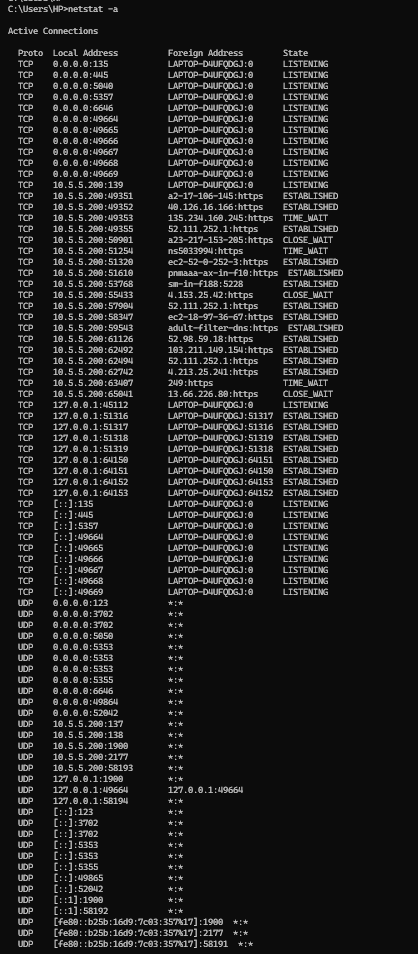 C:\Users\HP>netstat -a
Active Connections
Proto  Local Address          Foreign Address        State
TCP    0.0.0.0:135            LAPTOP-D4UFQDGJ:0      LISTENING
TCP    0.0.0.0:445            LAPTOP-D4UFQDGJ:0      LISTENING
TCP    0.0.0.0:5040           LAPTOP-D4UFQDGJ:0      LISTENING
TCP    0.0.0.0:5357           LAPTOP-D4UFQDGJ:0      LISTENING
TCP    0.0.0.0:6646           LAPTOP-D4UFQDGJ:0      LISTENING
TCP    0.0.0.0:49664          LAPTOP-D4UFQDGJ:0      LISTENING
TCP    0.0.0.0:49665          LAPTOP-D4UFQDGJ:0      LISTENING
TCP    0.0.0.0:49666          LAPTOP-D4UFQDGJ:0      LISTENING
TCP    0.0.0.0:49667          LAPTOP-D4UFQDGJ:0      LISTENING
TCP    0.0.0.0:49668          LAPTOP-D4UFQDGJ:0      LISTENING
TCP    0.0.0.0:49669          LAPTOP-D4UFQDGJ:0      LISTENING
TCP    10.5.5.200:139         LAPTOP-D4UFQDGJ:0      LISTENING
TCP    10.5.5.200:49351       a2-17-106-145:https    ESTABLISHED
TCP    10.5.5.200:49352       40.126.16.166:https    ESTABLISHED
TCP    10.5.5.200:49353       135.234.160.245:https  TIME_WAIT
TCP    10.5.5.200:49355       52.111.252.1:https     ESTABLISHED
TCP    10.5.5.200:50901       a23-217-153-205:https  CLOSE_WAIT
TCP    10.5.5.200:51254       ns5033994:https        TIME_WAIT
TCP    10.5.5.200:51320       ec2-52-0-252-3:https   ESTABLISHED
TCP    10.5.5.200:51610       pnmaaa-ax-in-f10:https  ESTABLISHED
TCP    10.5.5.200:53768       sm-in-f188:5228        ESTABLISHED
TCP    10.5.5.200:55433       4.153.25.42:https      CLOSE_WAIT
TCP    10.5.5.200:57904       52.111.252.1:https     ESTABLISHED
TCP    10.5.5.200:58347       ec2-18-97-36-67:https  ESTABLISHED
TCP    10.5.5.200:59543       adult-filter-dns:https  ESTABLISHED
TCP    10.5.5.200:61126       52.98.59.18:https      ESTABLISHED
TCP    10.5.5.200:62492       103.211.149.154:https  ESTABLISHED
TCP    10.5.5.200:62494       52.111.252.1:https     ESTABLISHED
TCP    10.5.5.200:62742       4.213.25.241:https     ESTABLISHED
TCP    10.5.5.200:63407       249:https              TIME_WAIT
TCP    10.5.5.200:65041       13.66.226.80:https     CLOSE_WAIT
TCP    127.0.0.1:45112        LAPTOP-D4UFQDGJ:0      LISTENING
TCP    127.0.0.1:51316        LAPTOP-D4UFQDGJ:51317  ESTABLISHED
TCP    127.0.0.1:51317        LAPTOP-D4UFQDGJ:51316  ESTABLISHED
TCP    127.0.0.1:51318        LAPTOP-D4UFQDGJ:51319  ESTABLISHED
TCP    127.0.0.1:51319        LAPTOP-D4UFQDGJ:51318  ESTABLISHED
TCP    127.0.0.1:64150        LAPTOP-D4UFQDGJ:64151  ESTABLISHED
TCP    127.0.0.1:64151        LAPTOP-D4UFQDGJ:64150  ESTABLISHED
TCP    127.0.0.1:64152        LAPTOP-D4UFQDGJ:64153  ESTABLISHED
TCP    127.0.0.1:64153        LAPTOP-D4UFQDGJ:64152  ESTABLISHED
TCP    [::]:135               LAPTOP-D4UFQDGJ:0      LISTENING
TCP    [::]:445               LAPTOP-D4UFQDGJ:0      LISTENING
TCP    [::]:5357              LAPTOP-D4UFQDGJ:0      LISTENING
TCP    [::]:49664             LAPTOP-D4UFQDGJ:0      LISTENING
TCP    [::]:49665             LAPTOP-D4UFQDGJ:0      LISTENING
TCP    [::]:49666             LAPTOP-D4UFQDGJ:0      LISTENING
TCP    [::]:49667             LAPTOP-D4UFQDGJ:0      LISTENING
TCP    [::]:49668             LAPTOP-D4UFQDGJ:0      LISTENING
TCP    [::]:49669             LAPTOP-D4UFQDGJ:0      LISTENING
UDP    0.0.0.0:123            *:*
UDP    0.0.0.0:3702           *:*
UDP    0.0.0.0:3702           *:*
UDP    0.0.0.0:5050           *:*
UDP    0.0.0.0:5353           *:*
UDP    0.0.0.0:5353           *:*
UDP    0.0.0.0:5353           *:*
UDP    0.0.0.0:5355           *:*
UDP    0.0.0.0:6646           *:*
UDP    0.0.0.0:49864          *:*
UDP    0.0.0.0:52042          *:*
UDP    10.5.5.200:137         *:*
UDP    10.5.5.200:138         *:*
UDP    10.5.5.200:1900        *:*
UDP    10.5.5.200:2177        *:*
UDP    10.5.5.200:58193       *:*
UDP    127.0.0.1:1900         *:*
UDP    127.0.0.1:49664        127.0.0.1:49664
UDP    127.0.0.1:58194        *:*
UDP    [::]:123               *:*
UDP    [::]:3702              *:*
UDP    [::]:3702              *:*
UDP    [::]:5353              *:*
UDP    [::]:5353              *:*
UDP    [::]:5355              *:*
UDP    [::]:49865             *:*
UDP    [::]:52042             *:*
UDP    [::1]:1900             *:*
UDP    [::1]:58192            *:*
UDP    [fe80::b25b:16d9:7c03:357%17]:1900  *:*
UDP    [fe80::b25b:16d9:7c03:357%17]:2177  *:*
UDP    [fe80::b25b:16d9:7c03:357%17]:58191  *:*